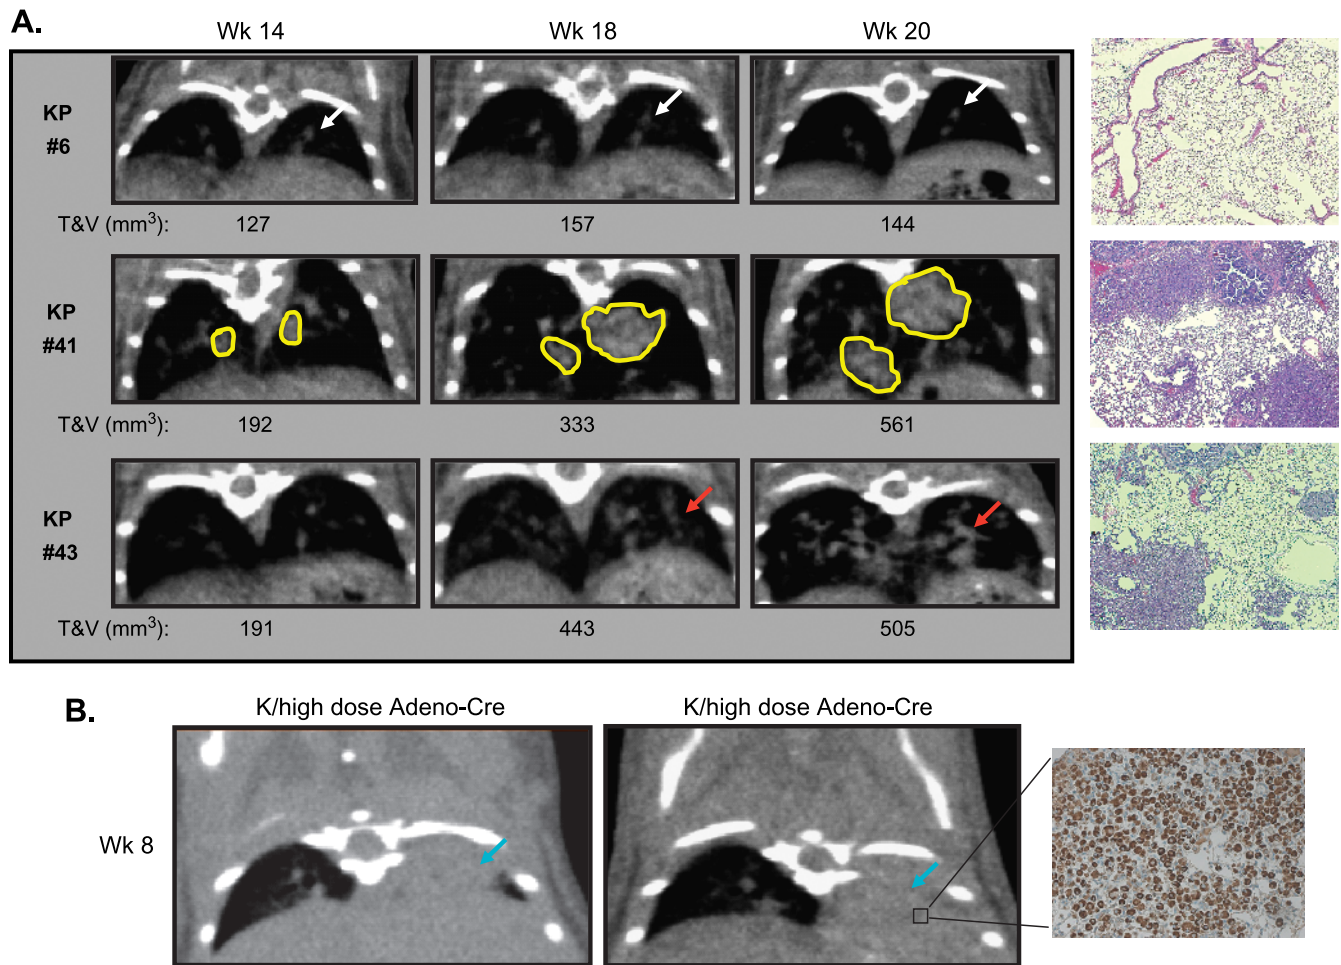 A.
Wk 14 Wk 18 Wk 20
KP
#6
T&V (mm³): 127 157 144
KP
#41
T&V (mm³): 192 333 561
KP
#43
T&V (mm³): 191 443 505
B.
K/high dose Adeno-Cre K/high dose Adeno-Cre
Wk 8